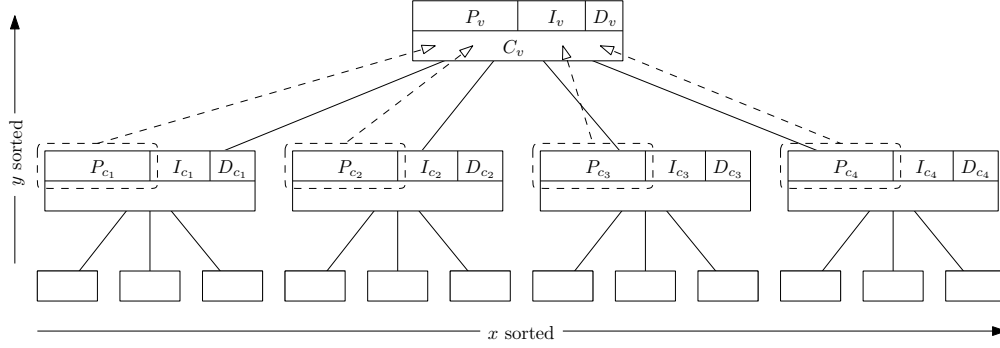 P_v I_v D_v
C_v
y sorted
P_{c_1} I_{c_1} D_{c_1} P_{c_2} I_{c_2} D_{c_2} P_{c_3} I_{c_3} D_{c_3} P_{c_4} I_{c_4} D_{c_4}
x sorted